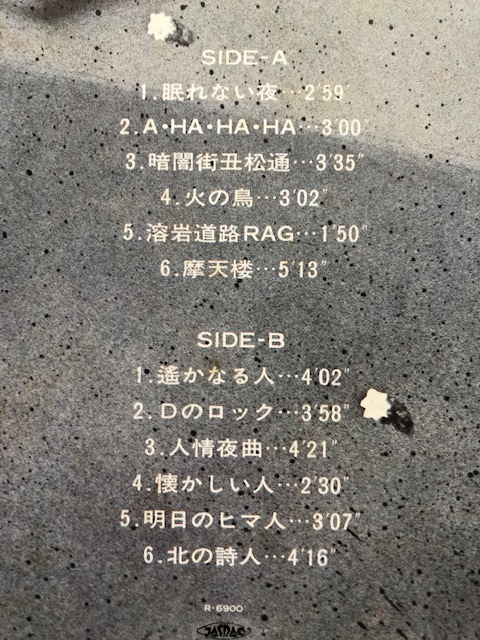 SIDE-A
1.眠れない夜…2′59″
2.A・HA・HA・HA…3′00″
3.暗闇街丑松通…3′35″
4.火の鳥…3′02″
5.溶岩道路RAG…1′50″
6.摩天楼…5′13″
SIDE-B
1.遙かなる人…4′02″
2.Dのロック…3′58″
3.人情夜曲…4′21″
4.懐かしい人…2′30″
5.明日のヒマ人…3′07″
6.北の詩人…4′16″
R-6900
JASRAC